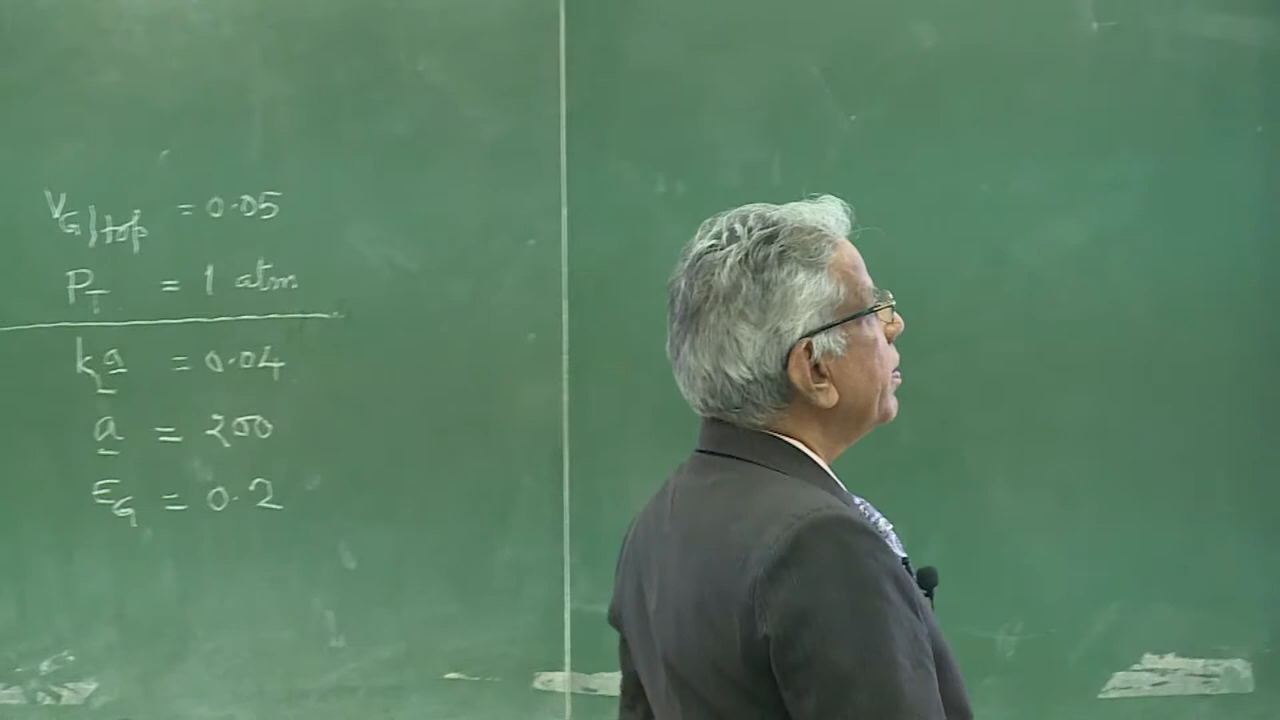 V_G|top = 0.05
P_T = 1 atm
k_L a = 0.04
a = 200
ε_G = 0.2